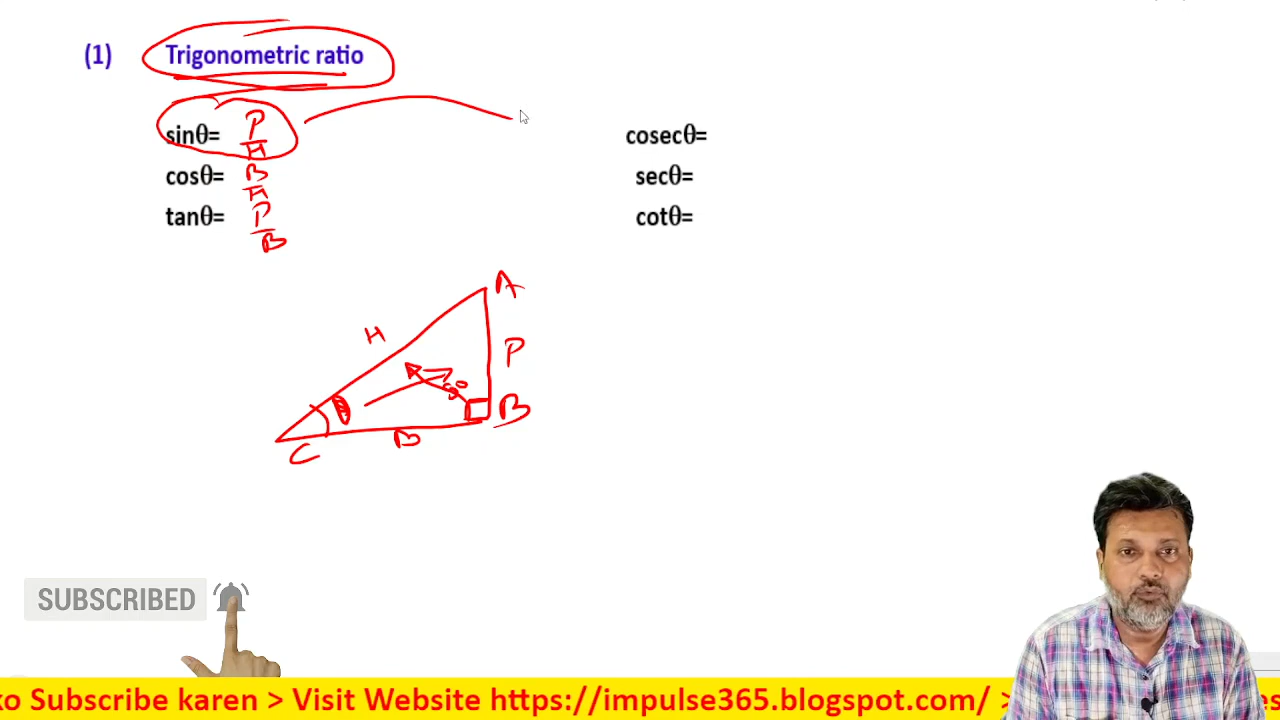 (1) Trigonometric ratio
sinθ= P/H cosecθ=
cosθ= B/H secθ=
tanθ= P/B cotθ=
A
H
P
θ
90°
B
B
C
SUBSCRIBED
ko Subscribe karen > Visit Website https://impulse365.blogspot.com/ >